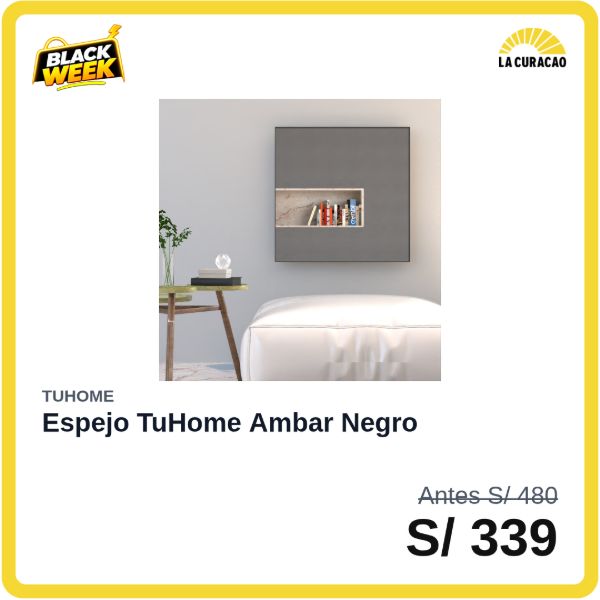 BLACK
WEEK
LA CURACAO
TUHOME
Espejo TuHome Ambar Negro
Antes S/ 480
S/ 339